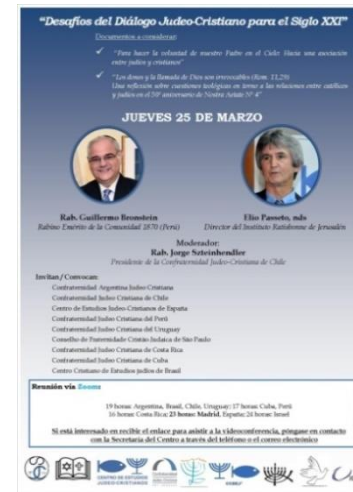 "Desafíos del Diálogo Judeo-Cristiano para el Siglo XXI"
Documentos a considerar:
✓ "Para hacer la voluntad de nuestro Padre en el Cielo: Hacia una asociación
entre judíos y cristianos"
✓ "Los dones y la llamada de Dios son irrevocables (Rom. 11,29)
Una reflexión sobre cuestiones teológicas en torno a las relaciones entre católicos
y judíos en el 50º aniversario de Nostra Aetate Nº 4"
JUEVES 25 DE MARZO
Rab. Guillermo Bronstein
Rabino Emérito de la Comunidad 1870 (Perú)
Elio Passeto, nds
Director del Instituto Ratisbonne de Jerusalén
Moderador:
Rab. Jorge Szteinhendler
Presidente de la Confraternidad Judeo-Cristiana de Chile
Invitan/Convocan:
Confraternidad Argentina Judeo Cristiana
Confraternidad Judeo Cristiana de Chile
Centro de Estudios Judeo-Cristianos de España
Confraternidad Judeo Cristiana del Perú
Confraternidad Judeo Cristiana del Uruguay
Conselho de Fraternidade Cristão Judaica de São Paulo
Confraternidad Judeo Cristiana de Costa Rica
Confraternidad Judeo Cristiana de Cuba
Centro Cristiano de Estudios judíos de Brasil
Reunión vía Zoom:
19 horas: Argentina, Brasil, Chile, Uruguay; 17 horas: Cuba, Perú
16 horas: Costa Rica; 23 horas: Madrid, España; 24 horas: Israel
Si está interesado en recibir el enlace para asistir a la videoconferencia, póngase en contacto
con la Secretaría del Centro a través del teléfono o el correo electrónico
CENTRO DE ESTUDIOS
JUDEO-CRISTIANOS